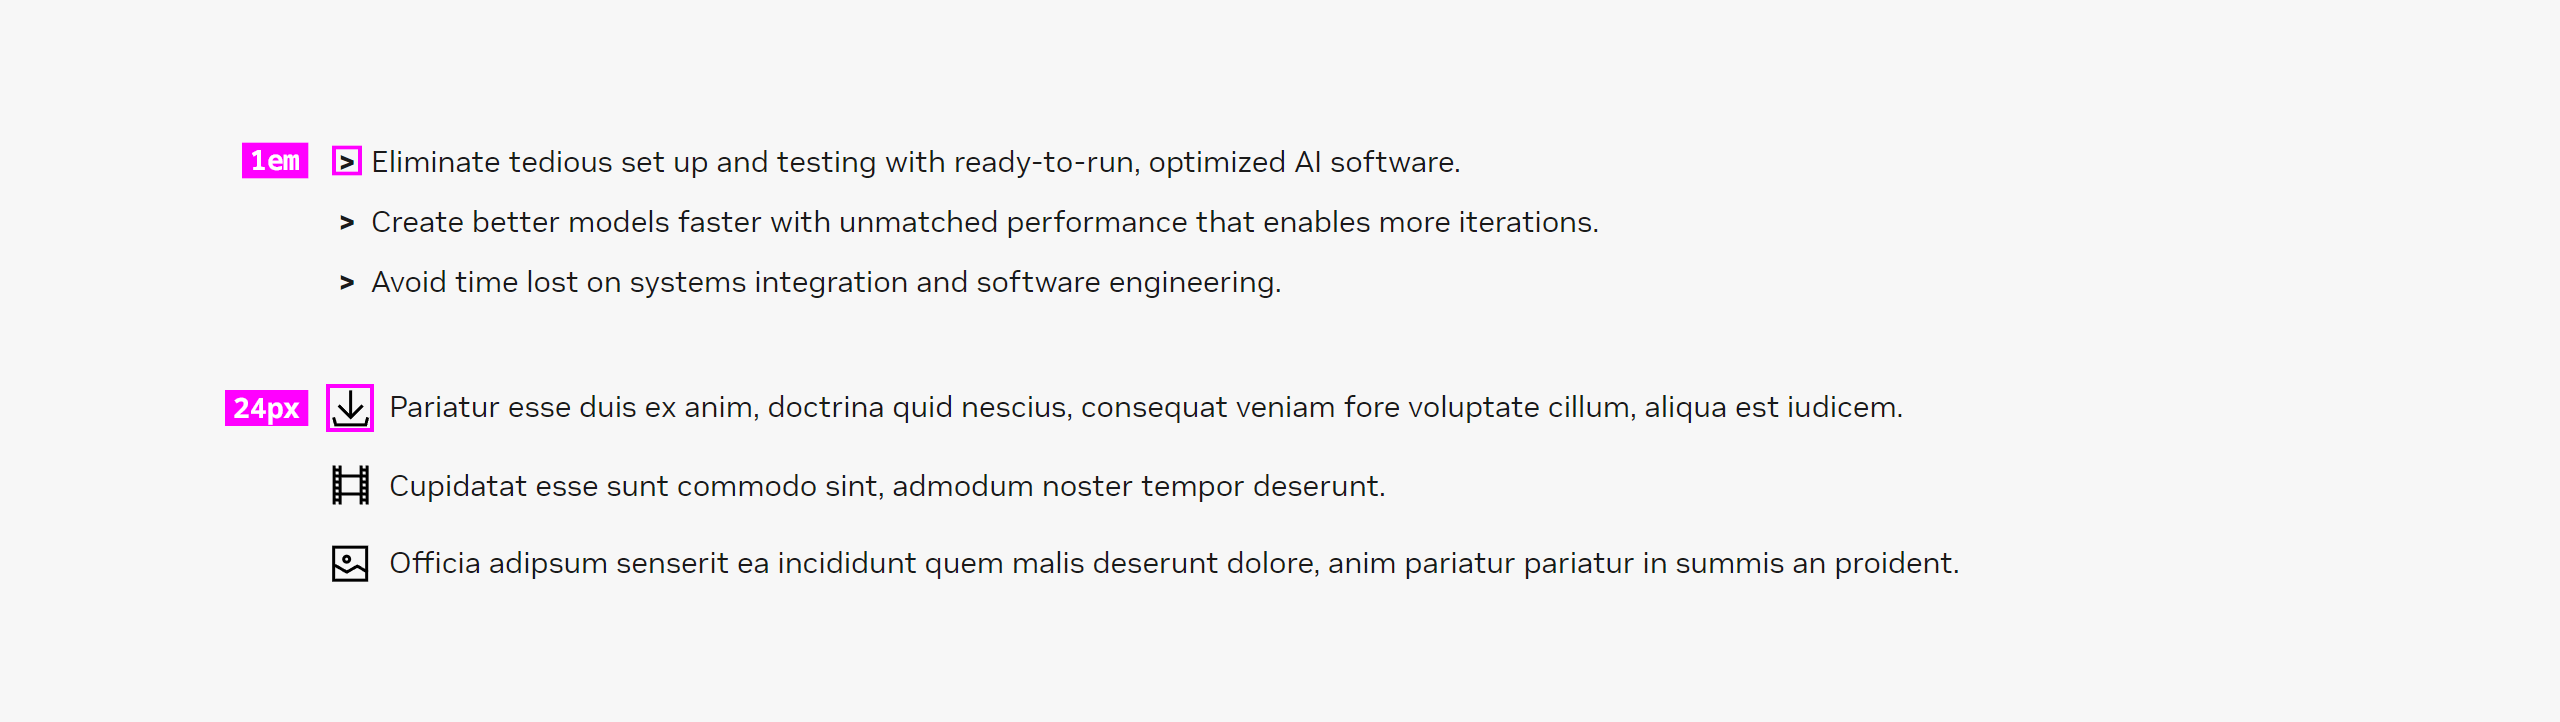 1em > Eliminate tedious set up and testing with ready-to-run, optimized AI software.
> Create better models faster with unmatched performance that enables more iterations.
> Avoid time lost on systems integration and software engineering.
24px Pariatur esse duis ex anim, doctrina quid nescius, consequat veniam fore voluptate cillum, aliqua est iudicem.
Cupidatat esse sunt commodo sint, admodum noster tempor deserunt.
Officia adipsum senserit ea incididunt quem malis deserunt dolore, anim pariatur pariatur in summis an proident.